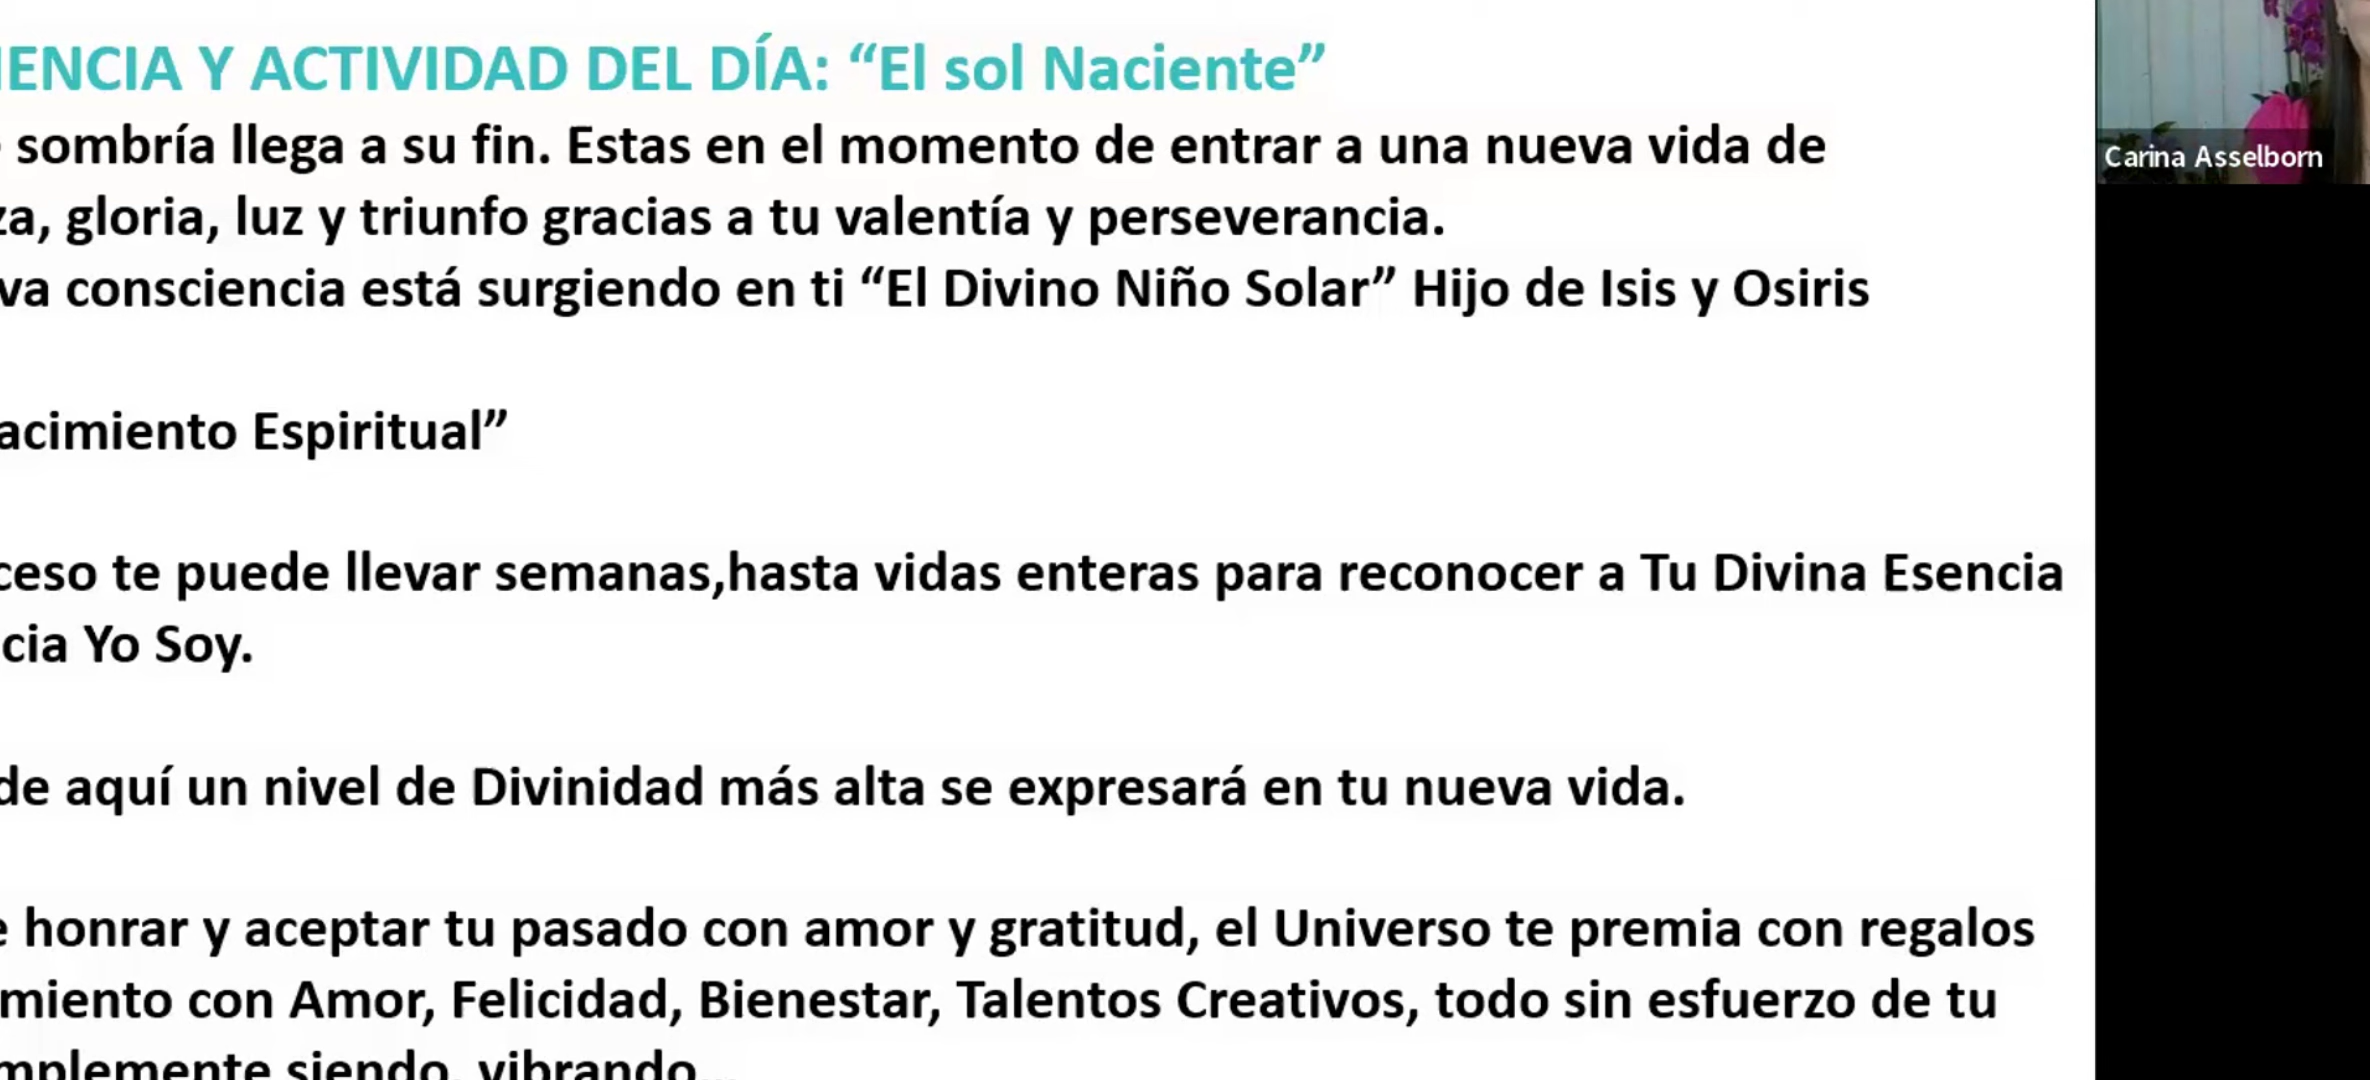 IENCIA Y ACTIVIDAD DEL DÍA: “El sol Naciente”
sombría llega a su fin. Estas en el momento de entrar a una nueva vida de
za, gloria, luz y triunfo gracias a tu valentía y perseverancia.
va consciencia está surgiendo en ti “El Divino Niño Solar” Hijo de Isis y Osiris
acimiento Espiritual”
ceso te puede llevar semanas,hasta vidas enteras para reconocer a Tu Divina Esencia
cia Yo Soy.
de aquí un nivel de Divinidad más alta se expresará en tu nueva vida.
e honrar y aceptar tu pasado con amor y gratitud, el Universo te premia con regalos
miento con Amor, Felicidad, Bienestar, Talentos Creativos, todo sin esfuerzo de tu
mplemente siendo, vibrando...
Carina Asselborn